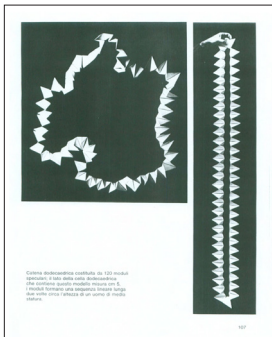 Catena dodecaedrica costituita da 120 moduli
speculari; il lato della cella dodecaedrica
che contiene questo modello misura cm 5.
I moduli formano una sequenza lineare lunga
due volte circa l'altezza di un uomo di media
statura.
167